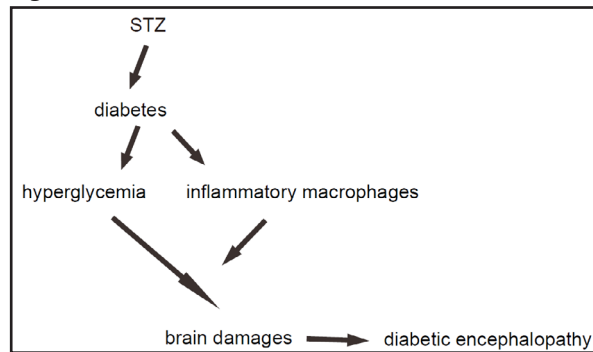 STZ
diabetes
hyperglycemia inflammatory macrophages
brain damages diabetic encephalopathy